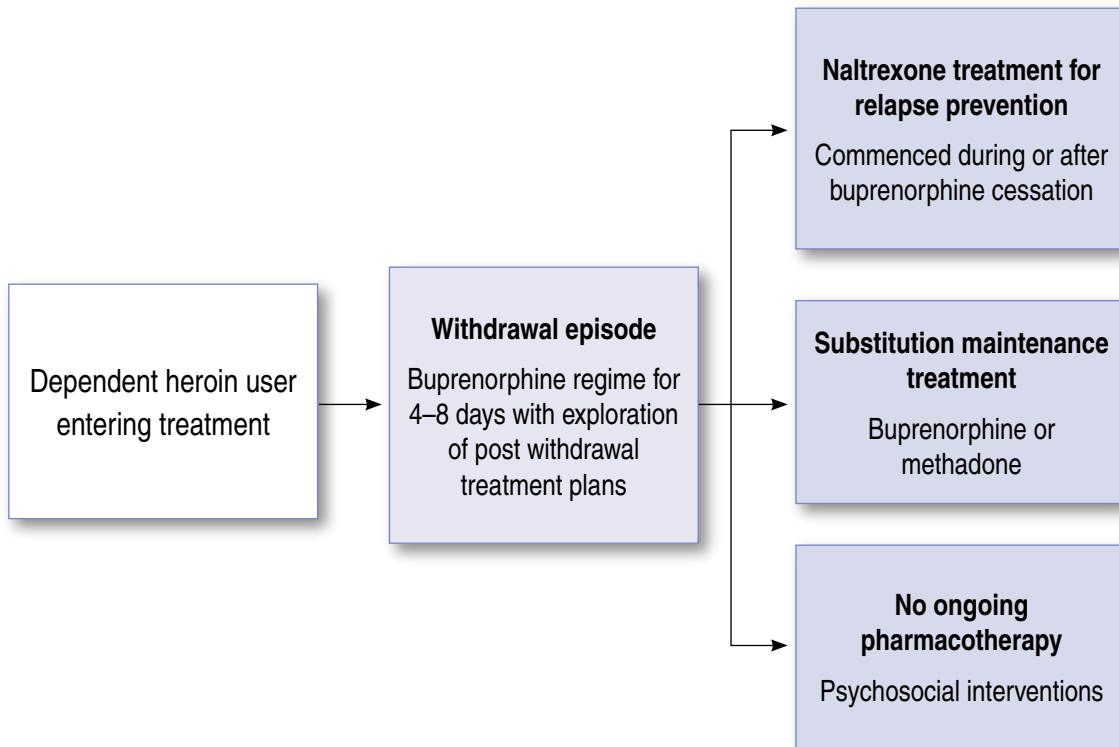 Dependent heroin user
entering treatment
Withdrawal episode
Buprenorphine regime for
4–8 days with exploration
of post withdrawal
treatment plans
Naltrexone treatment for
relapse prevention
Commenced during or after
buprenorphine cessation
Substitution maintenance
treatment
Buprenorphine or
methadone
No ongoing
pharmacotherapy
Psychosocial interventions